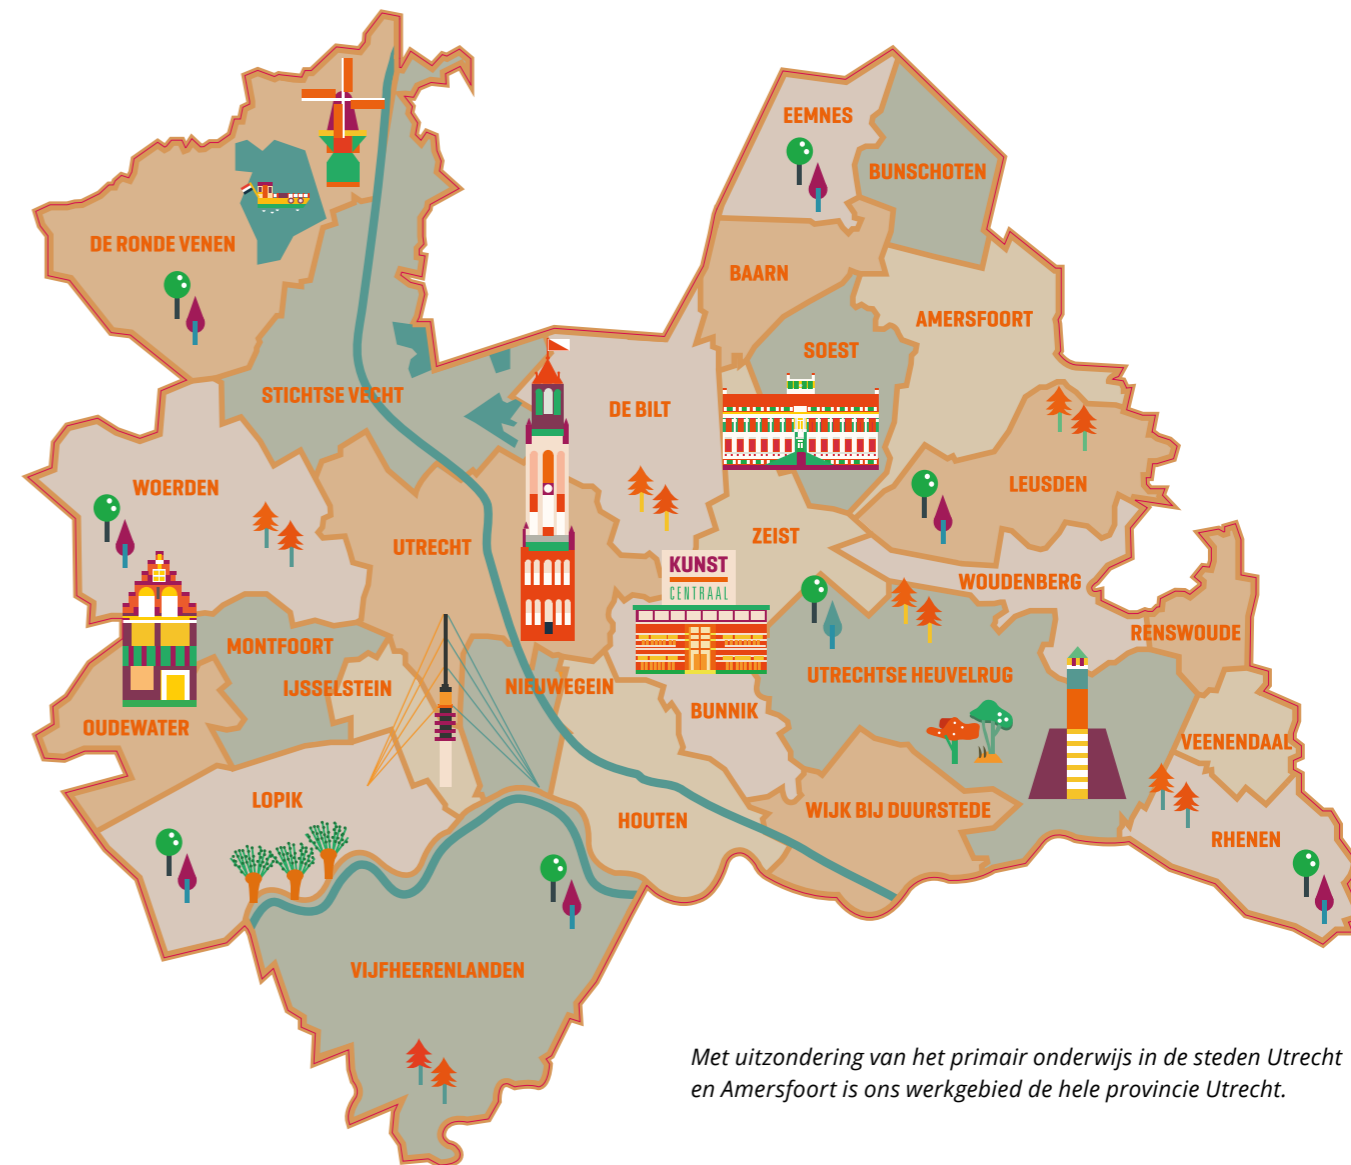 EEMNES
BUNSCHOTEN
DE RONDE VENEN
BAARN
AMERSFOORT
SOEST
STICHTSE VECHT
DE BILT
WOERDEN
LEUSDEN
ZEIST
UTRECHT
KUNST
CENTRAAL
WOUDENBERG
RENSWOUDE
MONTFOORT
UTRECHTSE HEUVELRUG
IJSSELSTEIN
NIEUWEGEIN
BUNNIK
OUDEWATER
VEENENDAAL
LOPIK
WIJK BIJ DUURSTEDE
HOUTEN
RHENEN
VIJFHEERENLANDEN
Met uitzondering van het primair onderwijs in de steden Utrecht
en Amersfoort is ons werkgebied de hele provincie Utrecht.